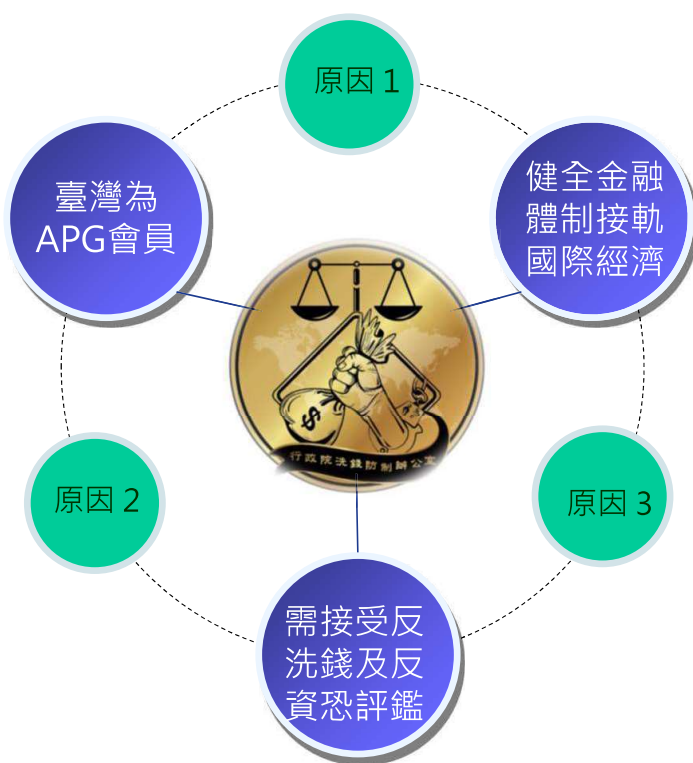 原因 1
臺灣為
APG會員
健全金融
體制接軌
國際經濟
$
行政院洗錢防制辦公室
原因 2
原因 3
需接受反
洗錢及反
資恐評鑑